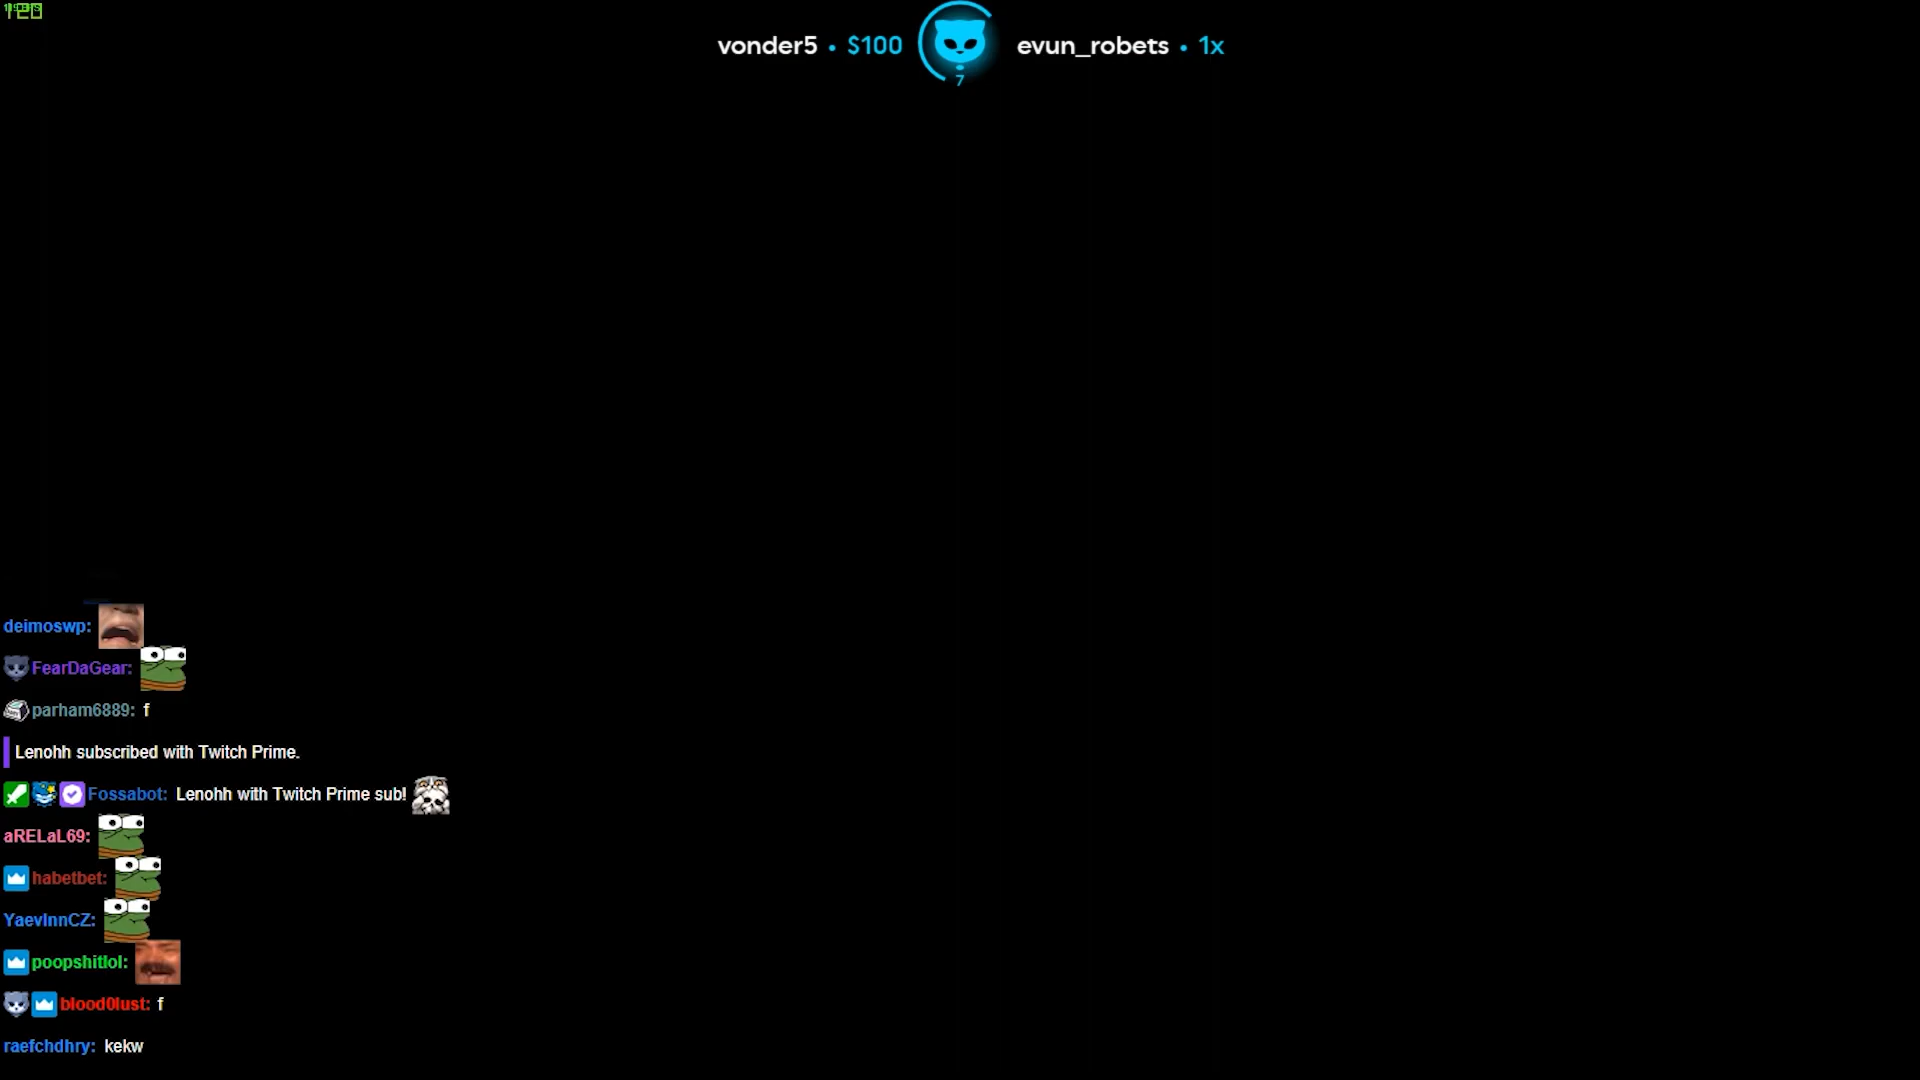 120
vonder5 • $100
7
evun_robets • 1x
deimoswp:
FearDaGear:
parham6889: f
Lenohh subscribed with Twitch Prime.
Fossabot: Lenohh with Twitch Prime sub!
aRELaL69:
habetbet:
YaevInnCZ:
poopshitlol:
blood0lust: f
raefchdhry: kekw